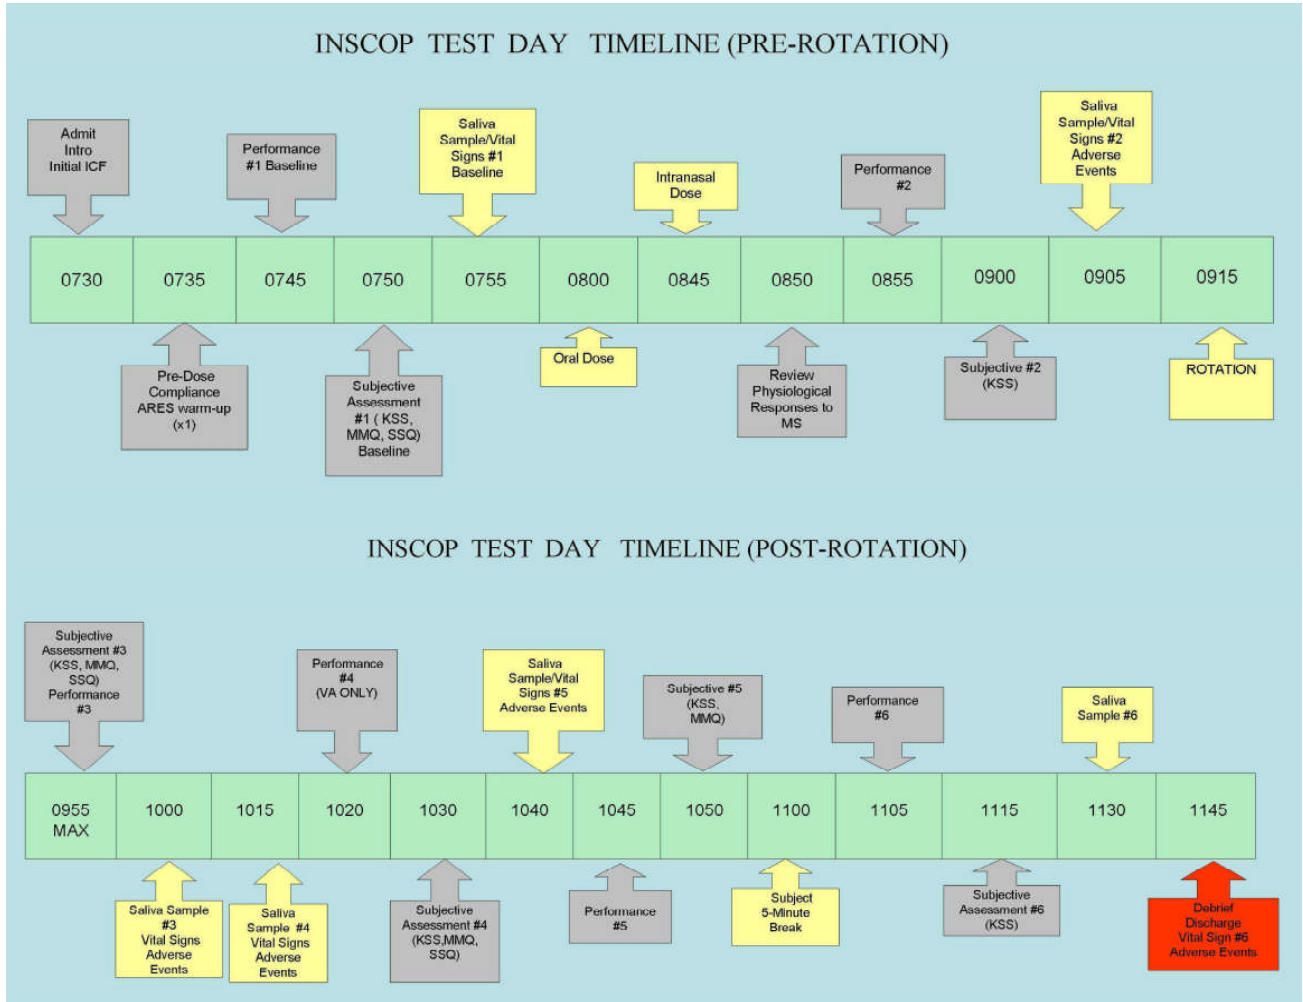 INSCOP TEST DAY TIMELINE (PRE-ROTATION)
Admit
Intro
Initial ICF
Performance
#1 Baseline
Saliva
Sample/Vital
Signs #1
Baseline
Intranasal
Dose
Performance
#2
Saliva
Sample/Vital
Signs #2
Adverse
Events
0730 0735 0745 0750 0755 0800 0845 0850 0855 0900 0905 0915
Pre-Dose
Compliance
ARES warm-up
(x1)
Subjective
Assessment
#1 ( KSS,
MMQ, SSQ)
Baseline
Oral Dose
Review
Physiological
Responses to
MS
Subjective #2
(KSS)
ROTATION
INSCOP TEST DAY TIMELINE (POST-ROTATION)
Subjective
Assessment #3
(KSS, MMQ,
SSQ)
Performance
#3
Performance
#4
(VA ONLY)
Saliva
Sample/Vital
Signs #5
Adverse Events
Subjective #5
(KSS,
MMQ)
Performance
#6
Saliva
Sample #6
0955 1000 1015 1020 1030 1040 1045 1050 1100 1105 1115 1130 1145
MAX
Saliva Sample
#3
Vital Signs
Adverse
Events
Saliva
Sample #4
Vital Signs
Adverse
Events
Subjective
Assessment #4
(KSS,MMQ,
SSQ)
Performance
#5
Subject
5-Minute
Break
Subjective
Assessment #6
(KSS)
Debrief
Discharge
Vital Sign #6
Adverse Events